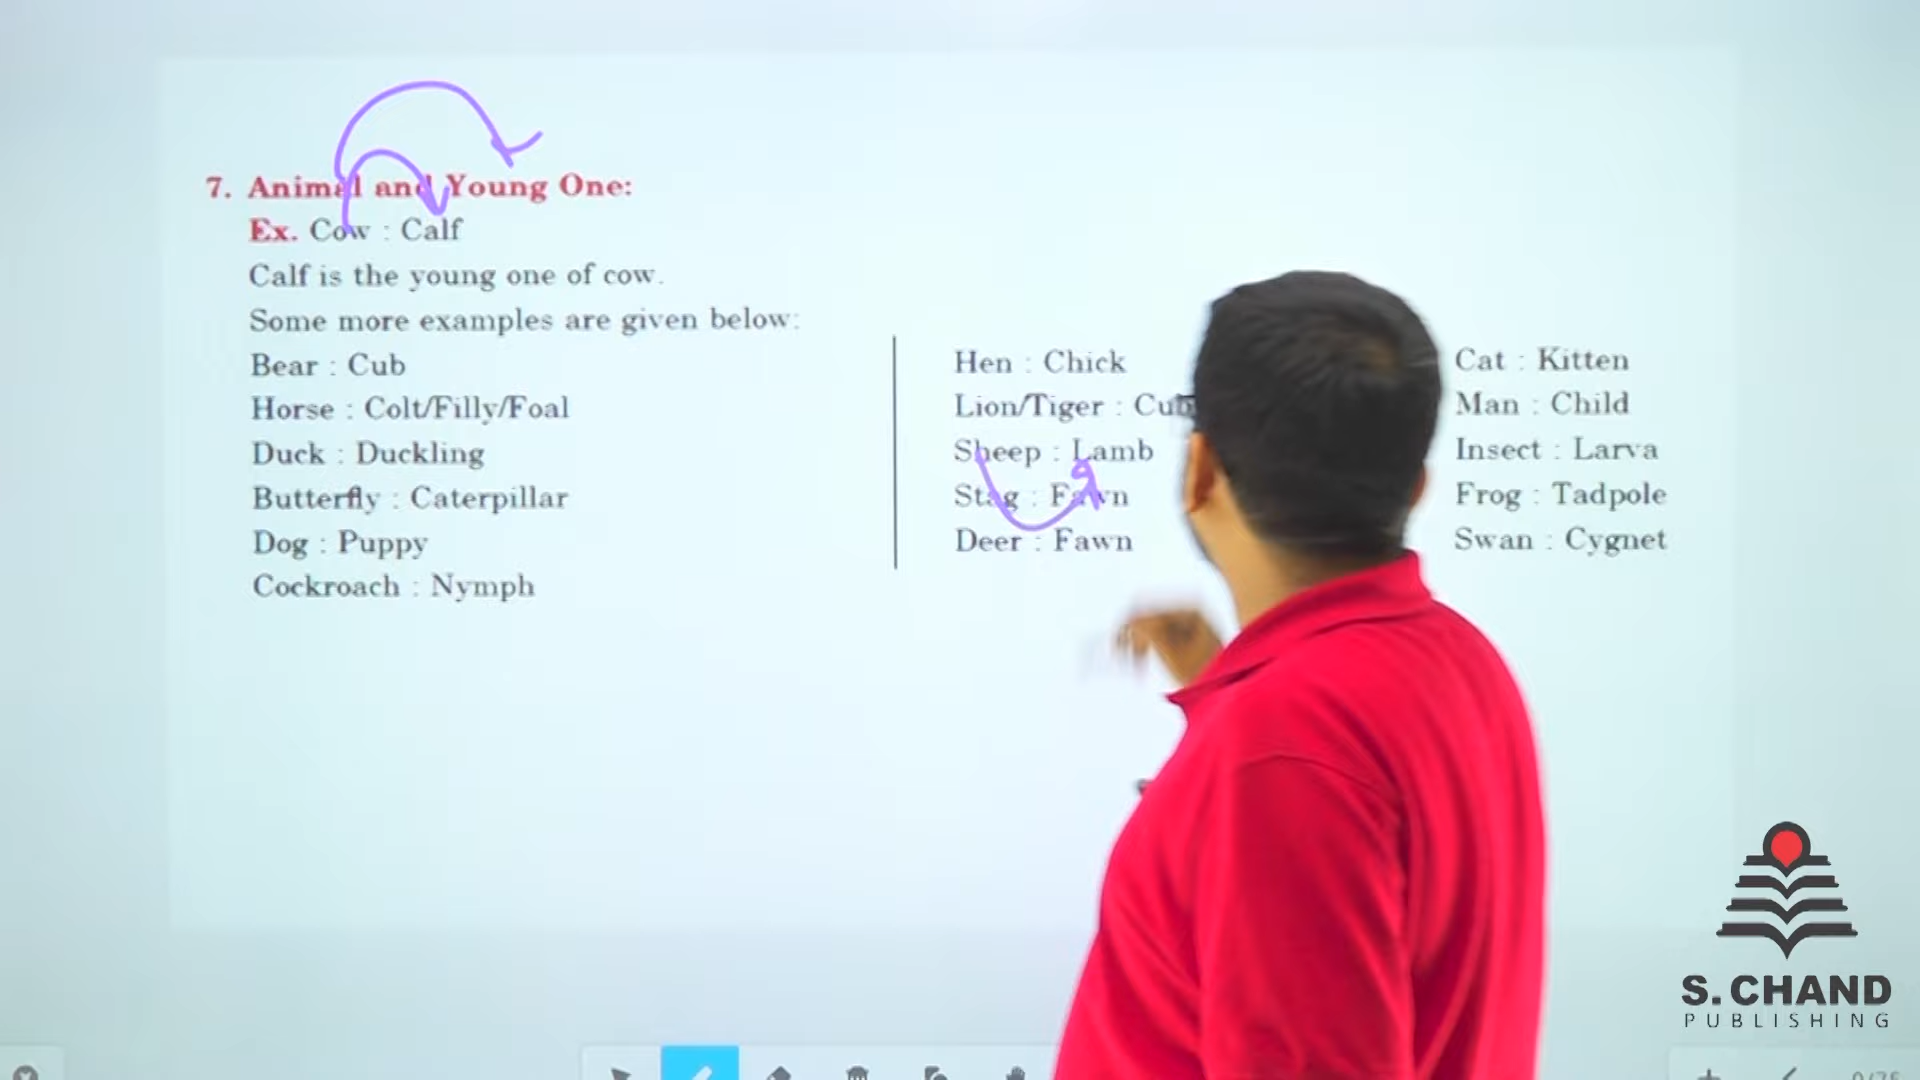 7. Animal and Young One:
Ex. Cow : Calf
Calf is the young one of cow.
Some more examples are given below:
Bear : Cub
Horse : Colt/Filly/Foal
Duck : Duckling
Butterfly : Caterpillar
Dog : Puppy
Cockroach : Nymph
Hen : Chick
Lion/Tiger : Cub
Sheep : Lamb
Stag : Fawn
Deer : Fawn
Cat : Kitten
Man : Child
Insect : Larva
Frog : Tadpole
Swan : Cygnet
S. CHAND
PUBLISHING